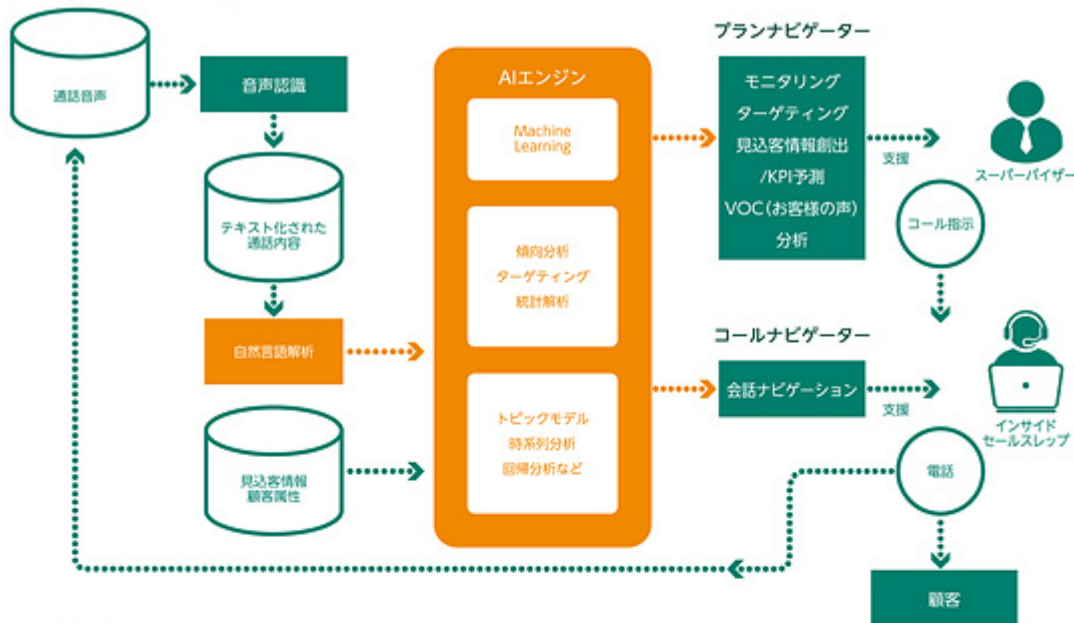 通話音声
音声認識
テキスト化された
通話内容
自然言語解析
見込客情報
顧客属性
AIエンジン
Machine
Learning
傾向分析
ターゲティング
統計解析
トピックモデル
時系列分析
回帰分析など
プランナビゲーター
モニタリング
ターゲティング
見込客情報創出
/KPI予測
VOC(お客様の声)
分析
支援
スーパーバイザー
コール指示
コールナビゲーター
会話ナビゲーション
支援
インサイド
セールスレップ
電話
顧客